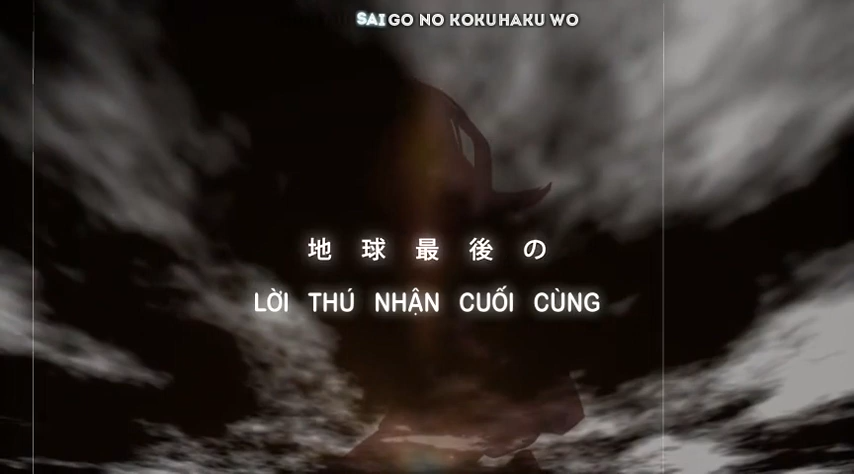 SAIGO NO KOKUHAKU WO
地球最後の
LỜI THÚ NHẬN CUỐI CÙNG